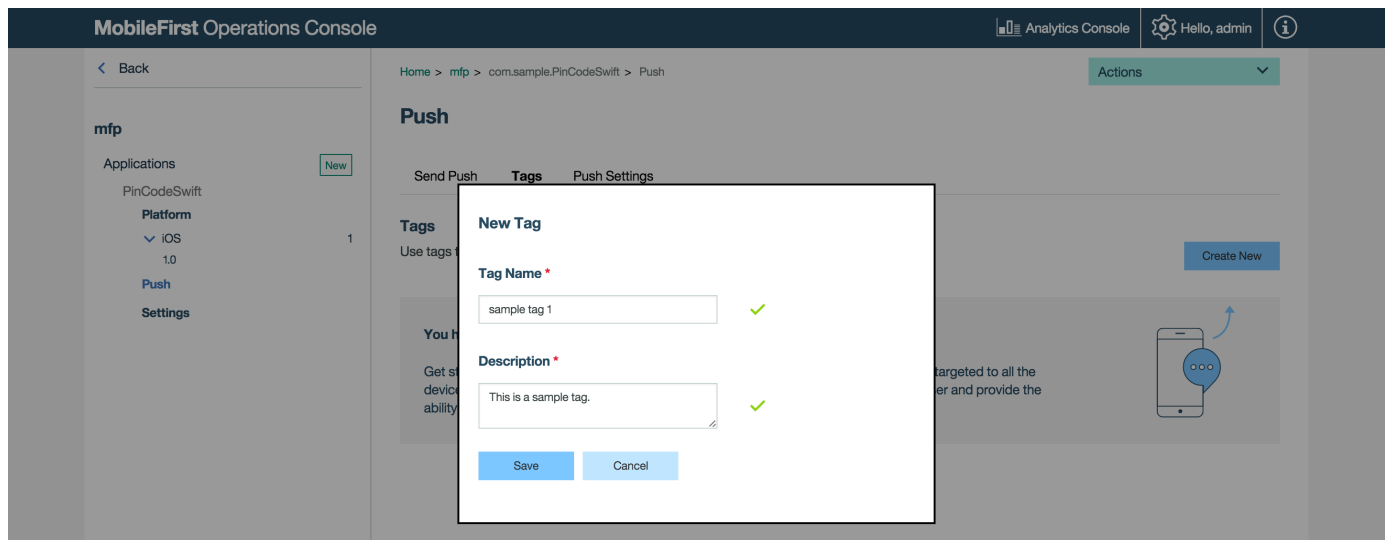 MobileFirst Operations Console
Analytics Console
Hello, admin
Back
Home > mfp > com.sample.PinCodeSwift > Push
Actions
Push
mfp
Applications
New
PinCodeSwift
Platform
iOS
1
1.0
Push
Settings
Send Push Tags Push Settings
Tags
Use tags
Create New
You h
Get st
targeted to all the
device
er and provide the
ability
New Tag
Tag Name *
sample tag 1
Description *
This is a sample tag.
Save
Cancel